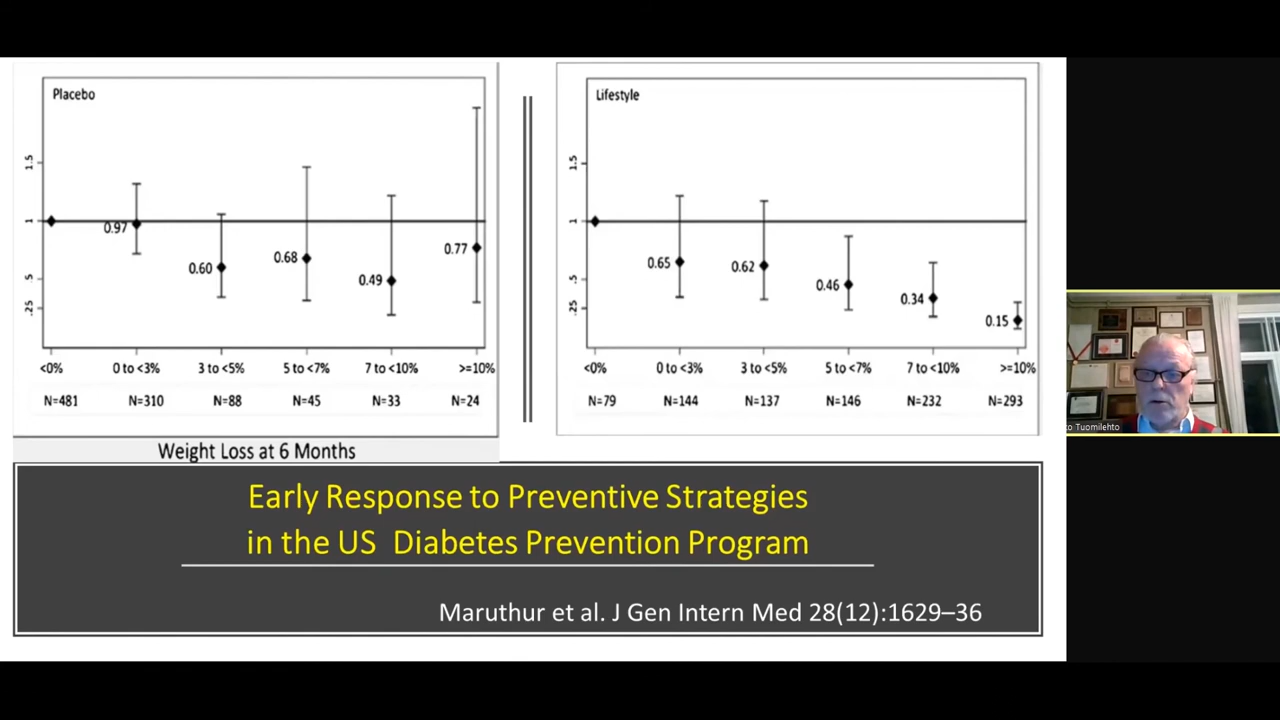 Placebo
1.5
1
.5
.25
0.97
0.60
0.68
0.49
0.77
<0% 0 to <3% 3 to <5% 5 to <7% 7 to <10% >=10%
N=481 N=310 N=88 N=45 N=33 N=24
Weight Loss at 6 Months
Lifestyle
1.5
1
.5
.25
0.65
0.62
0.46
0.34
0.15
<0% 0 to <3% 3 to <5% 5 to <7% 7 to <10% >=10%
N=79 N=144 N=137 N=146 N=232 N=293
Early Response to Preventive Strategies
in the US Diabetes Prevention Program
Maruthur et al. J Gen Intern Med 28(12):1629–36
co Tuomilehto